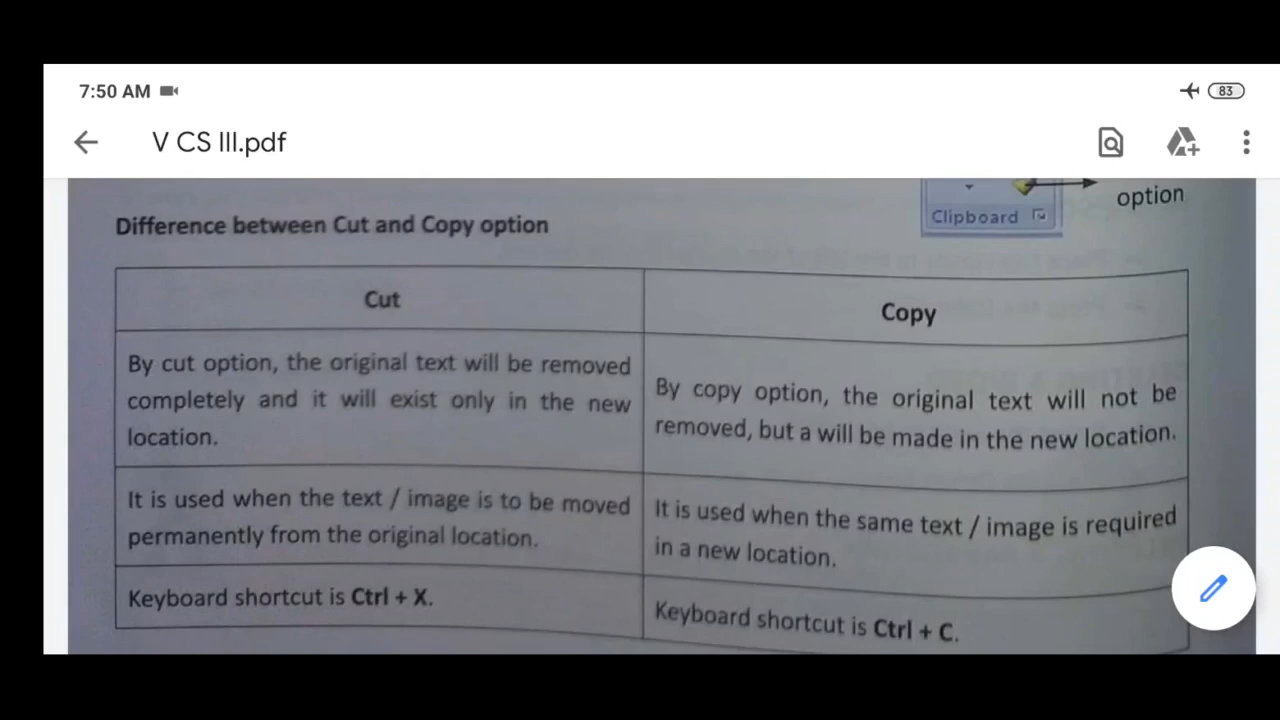 7:50 AM
83
V CS III.pdf
option
Clipboard
Difference between Cut and Copy option
Cut
Copy
By cut option, the original text will be removed
completely and it will exist only in the new
location.
By copy option, the original text will not be
removed, but a will be made in the new location.
It is used when the text / image is to be moved
permanently from the original location.
It is used when the same text / image is required
in a new location.
Keyboard shortcut is Ctrl + X.
Keyboard shortcut is Ctrl + C.